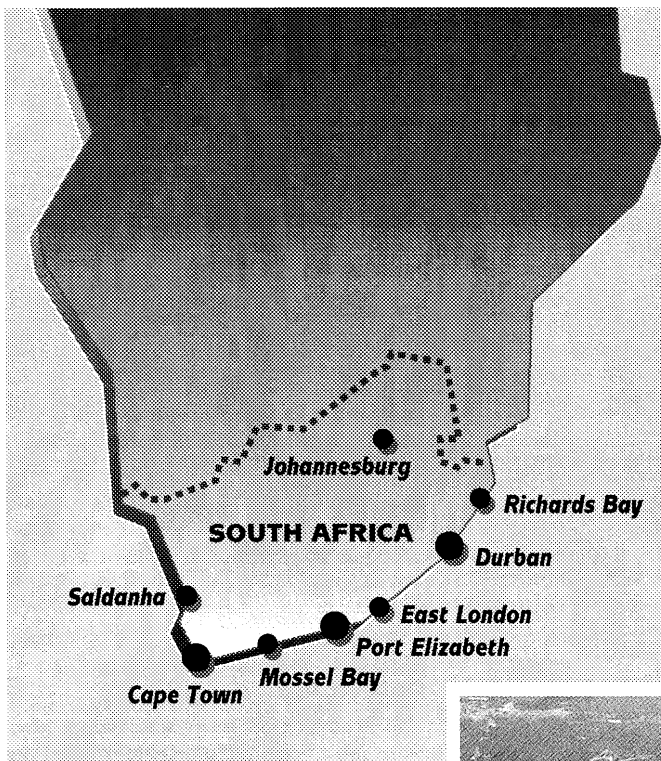 Johannesburg
Richards Bay
SOUTH AFRICA
Durban
Saldanha
East London
Port Elizabeth
Mossel Bay
Cape Town